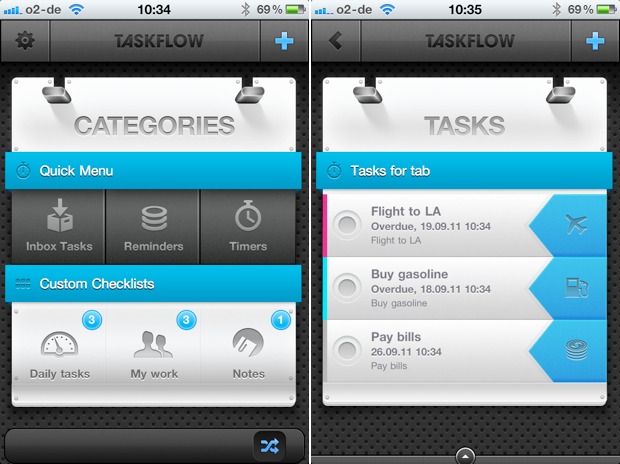 o2-de 10:34 69%
TASKFLOW
CATEGORIES
Quick Menu
Inbox Tasks Reminders Timers
Custom Checklists
3 3 1
Daily tasks My work Notes
o2-de 10:35 69%
TASKFLOW
TASKS
Tasks for tab
Flight to LA
Overdue, 19.09.11 10:34
Flight to LA
Buy gasoline
Overdue, 18.09.11 10:34
Buy gasoline
Pay bills
26.09.11 10:34
Pay bills